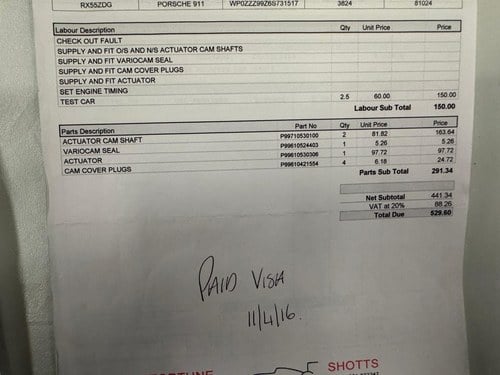 RX55ZDG PORSCHE 911 WP0ZZZ99Z6S731517 3824 81024
Labour Description Qty Unit Price Price
CHECK OUT FAULT
SUPPLY AND FIT O/S AND N/S ACTUATOR CAM SHAFTS
SUPPLY AND FIT VARIOCAM SEAL
SUPPLY AND FIT CAM COVER PLUGS
SUPPLY AND FIT ACTUATOR
SET ENGINE TIMING
TEST CAR 2.5 60.00 150.00
Labour Sub Total 150.00
Parts Description Part No Qty Unit Price Price
ACTUATOR CAM SHAFT P99710530100 2 81.82 163.64
VARIOCAM SEAL P99610524403 1 5.26 5.26
ACTUATOR P99610530306 1 97.72 97.72
CAM COVER PLUGS P99610421554 4 6.18 24.72
Parts Sub Total 291.34
Net Subtotal 441.34
VAT at 20% 88.26
Total Due 529.60
PAID VISA
11/4/16.
SHOTTS